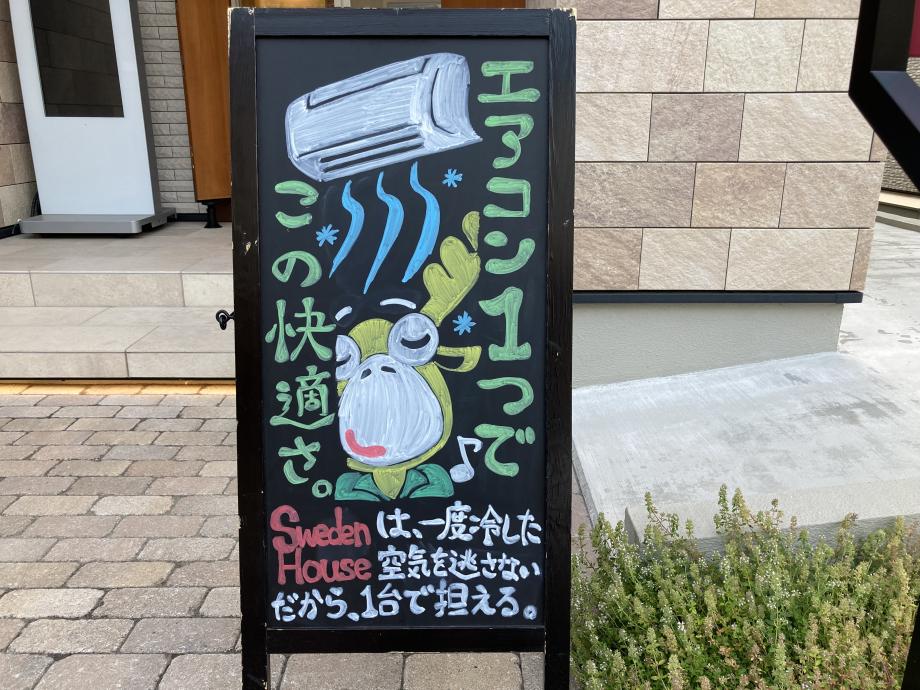 エアコン1つで
この快適さ。
Sweden
House
は、一度冷した
空気を逃さない
だから、1台で担える。